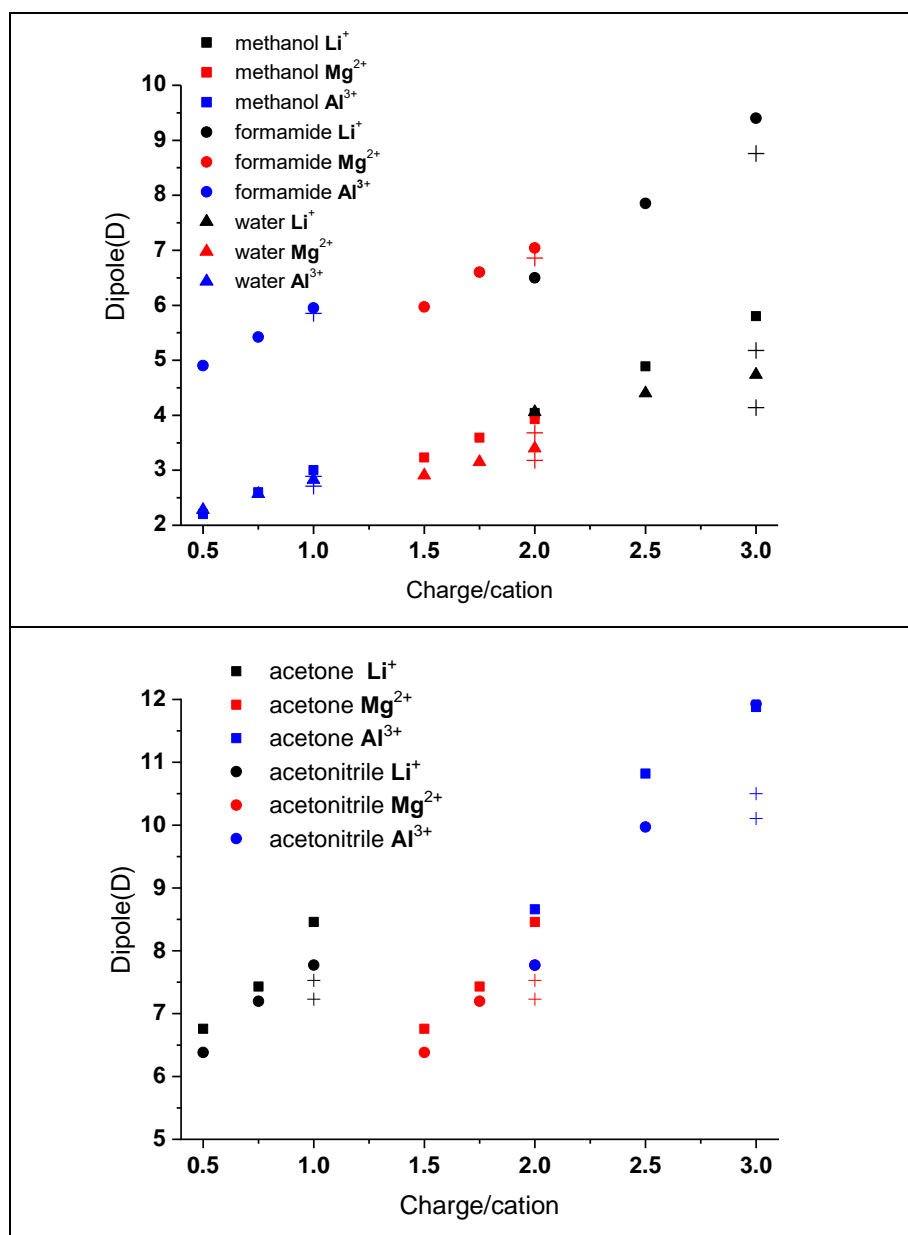 methanol Li+
methanol Mg2+
methanol Al3+
formamide Li+
formamide Mg2+
formamide Al3+
water Li+
water Mg2+
water Al3+
10
9
8
7
6
5
4
3
2
Dipole(D)
0.5 1.0 1.5 2.0 2.5 3.0
Charge/cation
acetone Li+
acetone Mg2+
acetone Al3+
acetonitrile Li+
acetonitrile Mg2+
acetonitrile Al3+
12
11
10
9
8
7
6
5
Dipole(D)
0.5 1.0 1.5 2.0 2.5 3.0
Charge/cation